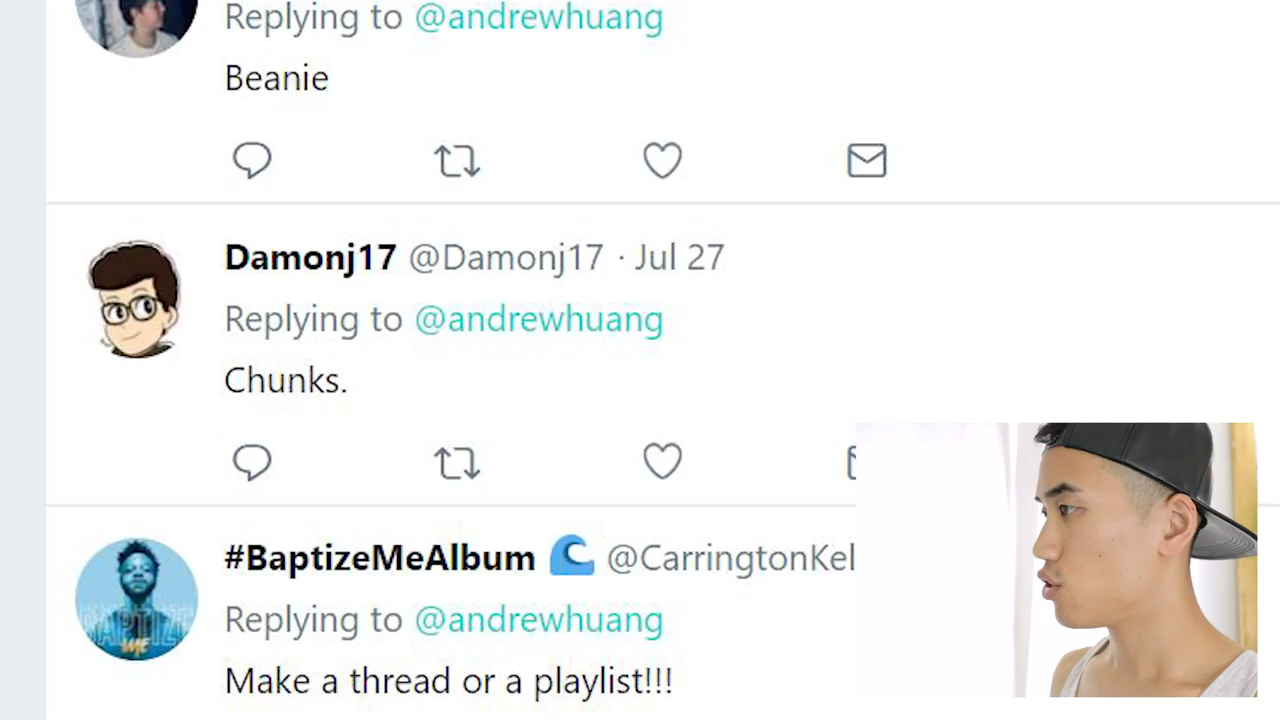 Replying to @andrewhuang
Beanie
Damonj17 @Damonj17 · Jul 27
Replying to @andrewhuang
Chunks.
#BaptizeMeAlbum 🌊 @CarringtonKel
Replying to @andrewhuang
Make a thread or a playlist!!!